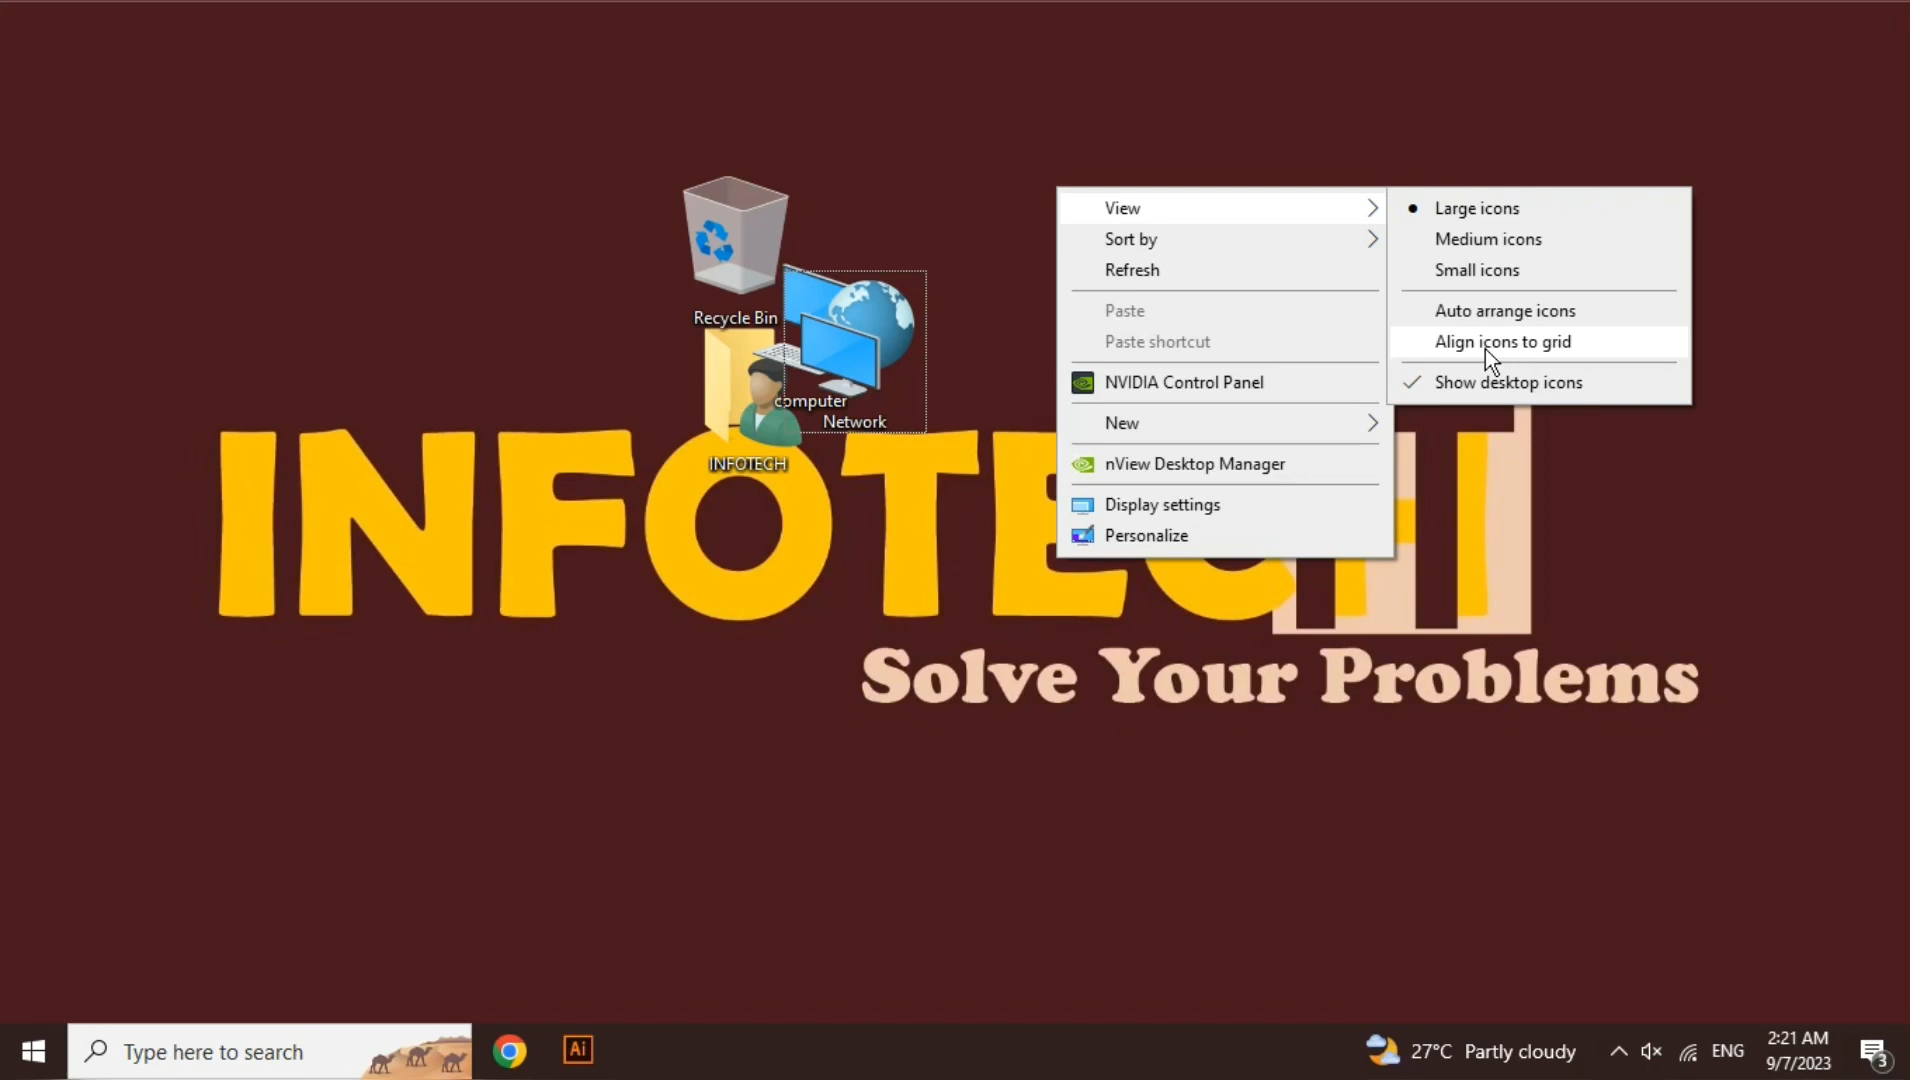 Recycle Bin
computer
Network
INFOTECH
View
Sort by
Refresh
Paste
Paste shortcut
NVIDIA Control Panel
New
nView Desktop Manager
Display settings
Personalize
Large icons
Medium icons
Small icons
Auto arrange icons
Align icons to grid
Show desktop icons
INFOTECH
Solve Your Problems
Type here to search
Ai
27°C Partly cloudy
ENG
2:21 AM
9/7/2023
3